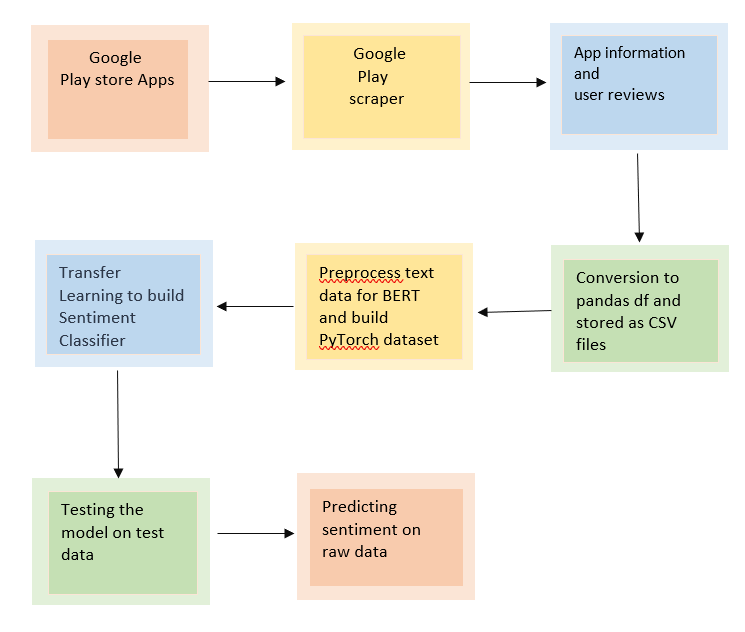 Google
Play store Apps
Google
Play
scraper
App information
and
user reviews
Transfer
Learning to build
Sentiment
Classifier
Preprocess text
data for BERT
and build
PyTorch dataset
Conversion to
pandas df and
stored as CSV
files
Testing the
model on test
data
Predicting
sentiment on
raw data